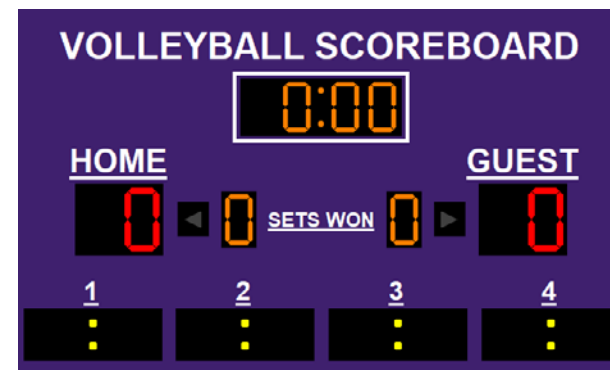 VOLLEYBALL SCOREBOARD
0:00
HOME GUEST
0 0 SETS WON 0 0
1 2 3 4
: : : :